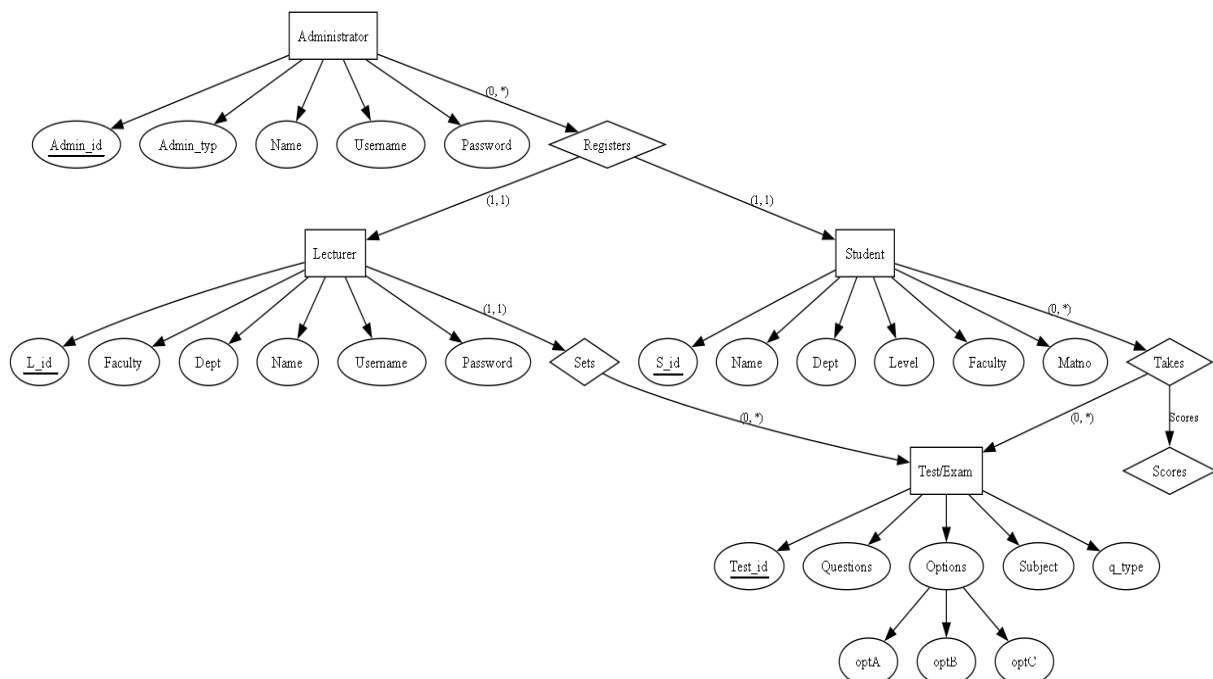 Administrator
(0, *)
Admin_id
Admin_typ
Name
Username
Password
Registers
(1, 1)
(1, 1)
Lecturer
Student
(1, 1)
(0, *)
L_id
Faculty
Dept
Name
Username
Password
Sets
S_id
Name
Dept
Level
Faculty
Matno
Takes
(0, *)
(0, *)
Scores
Test/Exam
Scores
Test_id
Questions
Options
Subject
q_type
optA
optB
optC